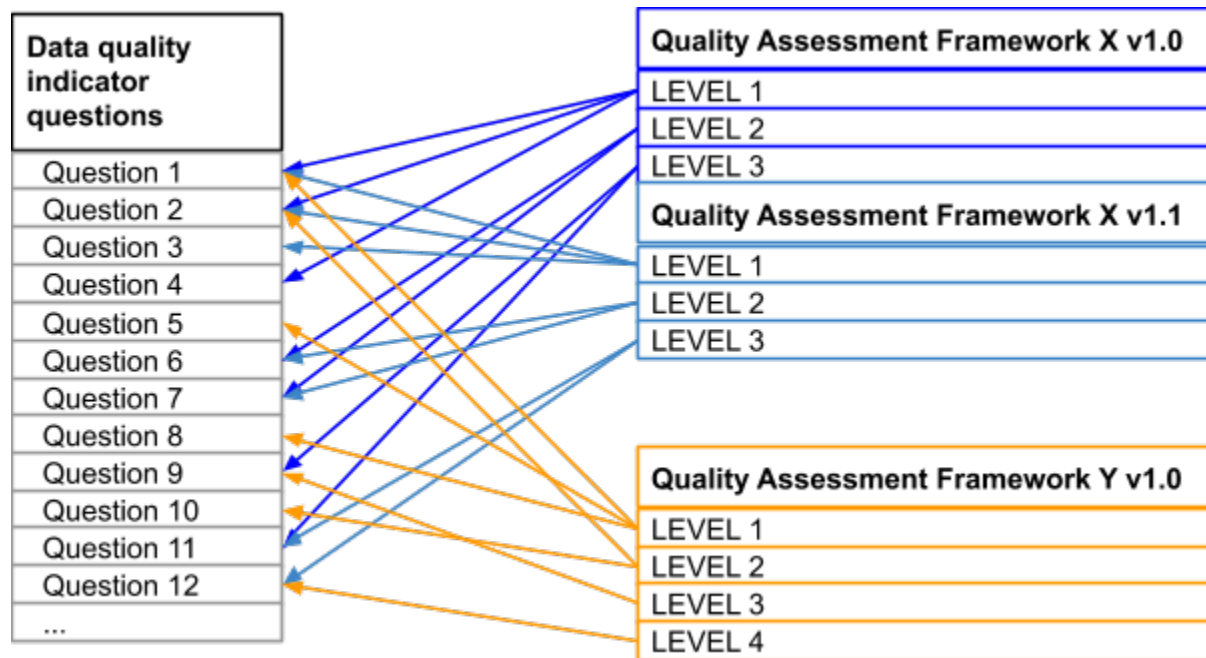 Data quality
indicator
questions
Question 1
Question 2
Question 3
Question 4
Question 5
Question 6
Question 7
Question 8
Question 9
Question 10
Question 11
Question 12
...
Quality Assessment Framework X v1.0
LEVEL 1
LEVEL 2
LEVEL 3
Quality Assessment Framework X v1.1
LEVEL 1
LEVEL 2
LEVEL 3
Quality Assessment Framework Y v1.0
LEVEL 1
LEVEL 2
LEVEL 3
LEVEL 4